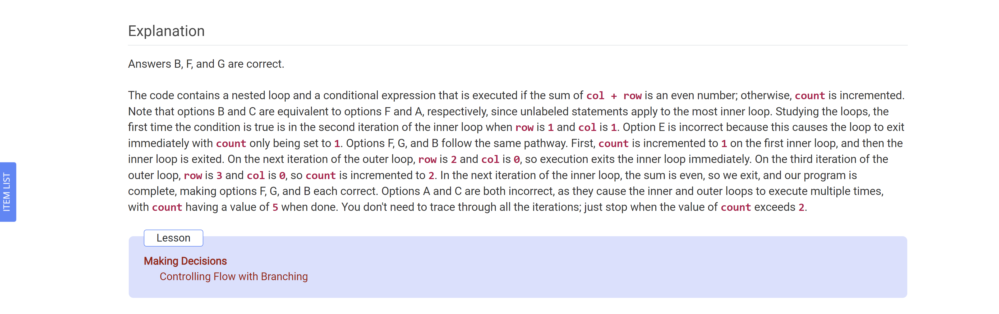 Explanation
Answers B, F, and G are correct.
The code contains a nested loop and a conditional expression that is executed if the sum of col + row is an even number; otherwise, count is incremented.
Note that options B and C are equivalent to options F and A, respectively, since unlabeled statements apply to the most inner loop. Studying the loops, the
first time the condition is true is in the second iteration of the inner loop when row is 1 and col is 1. Option E is incorrect because this causes the loop to exit
immediately with count only being set to 1. Options F, G, and B follow the same pathway. First, count is incremented to 1 on the first inner loop, and then the
inner loop is exited. On the next iteration of the outer loop, row is 2 and col is 0, so execution exits the inner loop immediately. On the third iteration of the
outer loop, row is 3 and col is 0, so count is incremented to 2. In the next iteration of the inner loop, the sum is even, so we exit, and our program is
complete, making options F, G, and B each correct. Options A and C are both incorrect, as they cause the inner and outer loops to execute multiple times,
with count having a value of 5 when done. You don't need to trace through all the iterations; just stop when the value of count exceeds 2.
ITEM LIST
Lesson
Making Decisions
Controlling Flow with Branching